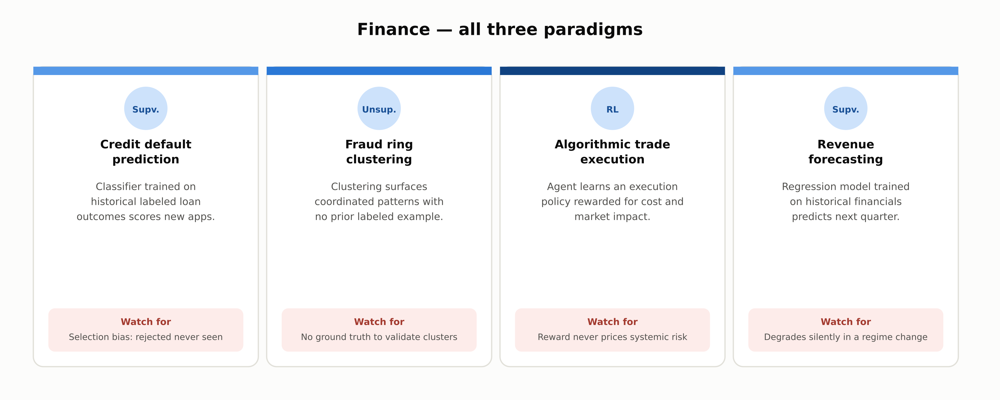 Finance — all three paradigms
Supv.
Credit default
prediction
Classifier trained on
historical labeled loan
outcomes scores new apps.
Watch for
Selection bias: rejected never seen
Unsup.
Fraud ring
clustering
Clustering surfaces
coordinated patterns with
no prior labeled example.
Watch for
No ground truth to validate clusters
RL
Algorithmic trade
execution
Agent learns an execution
policy rewarded for cost and
market impact.
Watch for
Reward never prices systemic risk
Supv.
Revenue
forecasting
Regression model trained
on historical financials
predicts next quarter.
Watch for
Degrades silently in a regime change